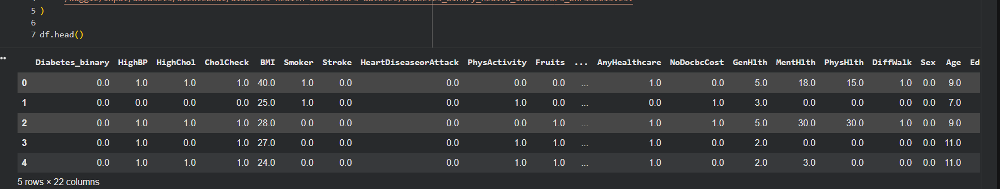 5 )
6
7 df.head()
Diabetes_binary HighBP HighChol CholCheck BMI Smoker Stroke HeartDiseaseorAttack PhysActivity Fruits ... AnyHealthcare NoDocbcCost GenHlth MentHlth PhysHlth DiffWalk Sex Age Ed
0 0.0 1.0 1.0 1.0 40.0 1.0 0.0 0.0 0.0 0.0 ... 1.0 0.0 5.0 18.0 15.0 1.0 0.0 9.0
1 0.0 0.0 0.0 0.0 25.0 1.0 0.0 0.0 1.0 0.0 ... 0.0 1.0 3.0 0.0 0.0 0.0 0.0 7.0
2 0.0 1.0 1.0 1.0 28.0 0.0 0.0 0.0 0.0 1.0 ... 1.0 1.0 5.0 30.0 30.0 1.0 0.0 9.0
3 0.0 1.0 0.0 1.0 27.0 0.0 0.0 0.0 1.0 1.0 ... 1.0 0.0 2.0 0.0 0.0 0.0 0.0 11.0
4 0.0 1.0 1.0 1.0 24.0 0.0 0.0 0.0 1.0 1.0 ... 1.0 0.0 2.0 3.0 0.0 0.0 0.0 11.0
5 rows × 22 columns